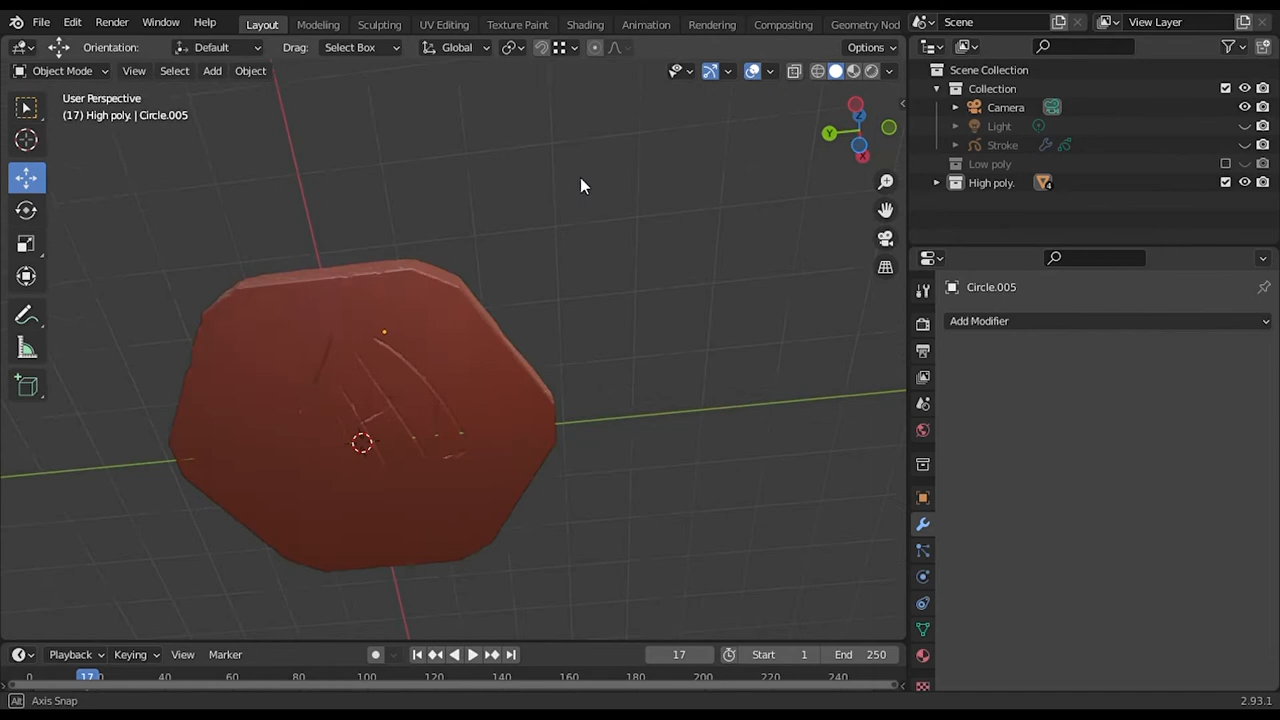 File Edit Render Window Help Layout Modeling Sculpting UV Editing Texture Paint Shading Animation Rendering Compositing Geometry Nod Scene View Layer
Orientation: Default Drag: Select Box Global Options
Object Mode View Select Add Object
User Perspective
(17) High poly. | Circle.005
Scene Collection
Collection
Camera
Light
Stroke
Low poly
High poly. 4
Circle.005
Add Modifier
Z
Y
X
Playback Keying View Marker 17 Start 1 End 250
0 17 40 60 80 100 120 140 160 180 200 220 240
Alt Axis Snap 2.93.1